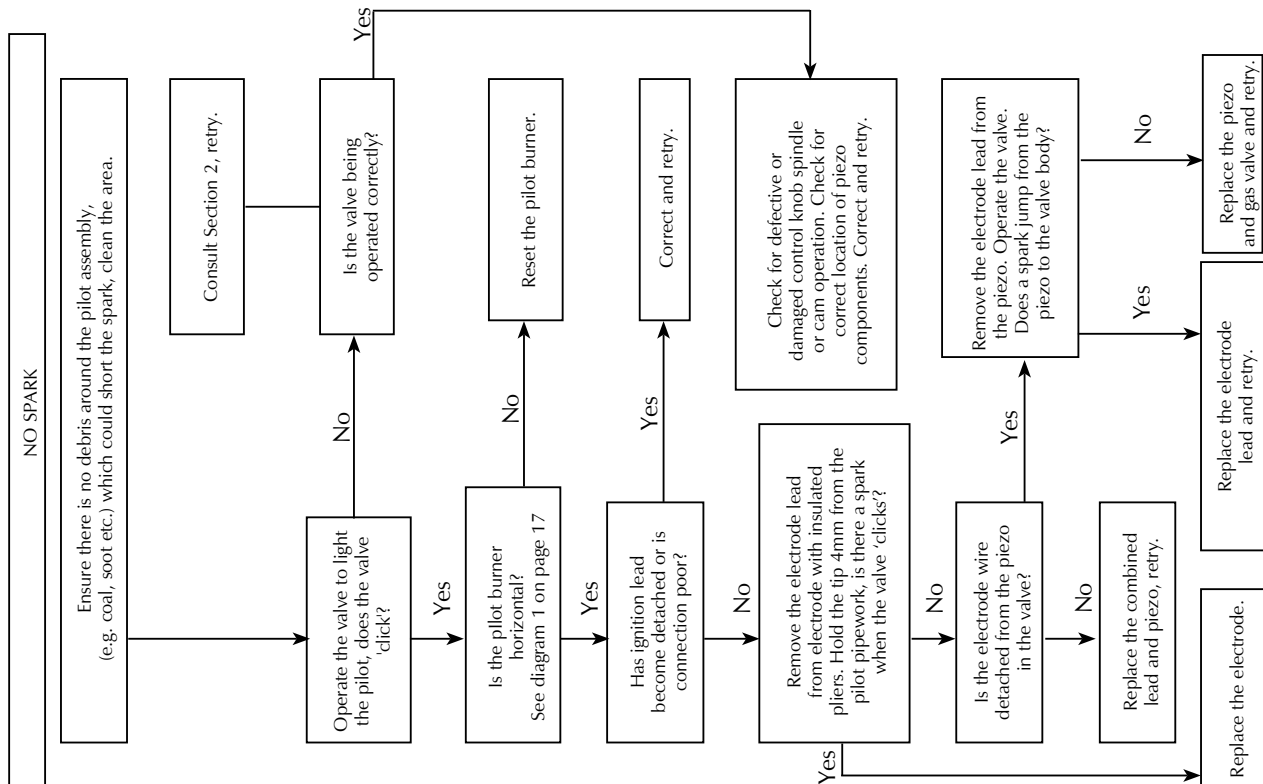 NO SPARK
Ensure there is no debris around the pilot assembly,
(e.g. coal, soot etc.) which could short the spark, clean the area.
Consult Section 2, retry.
Operate the valve to light
the pilot, does the valve
'click'?
No
Is the valve being
operated correctly?
Yes
Yes
Is the pilot burner
horizontal?
See diagram 1 on page 17
No
Reset the pilot burner.
Yes
Has ignition lead
become detached or is
connection poor?
Yes
Correct and retry.
No
Remove the electrode lead
from electrode with insulated
pliers. Hold the tip 4mm from the
pilot pipework, is there a spark
when the valve ‘clicks’?
Check for defective or
damaged control knob spindle
or cam operation. Check for
correct location of piezo
components. Correct and retry.
Yes
No
Is the electrode wire
detached from the piezo
in the valve?
Yes
Remove the electrode lead from
the piezo. Operate the valve.
Does a spark jump from the
piezo to the valve body?
No
Replace the combined
lead and piezo, retry.
Yes
No
Replace the electrode.
Replace the electrode
lead and retry.
Replace the piezo
and gas valve and retry.